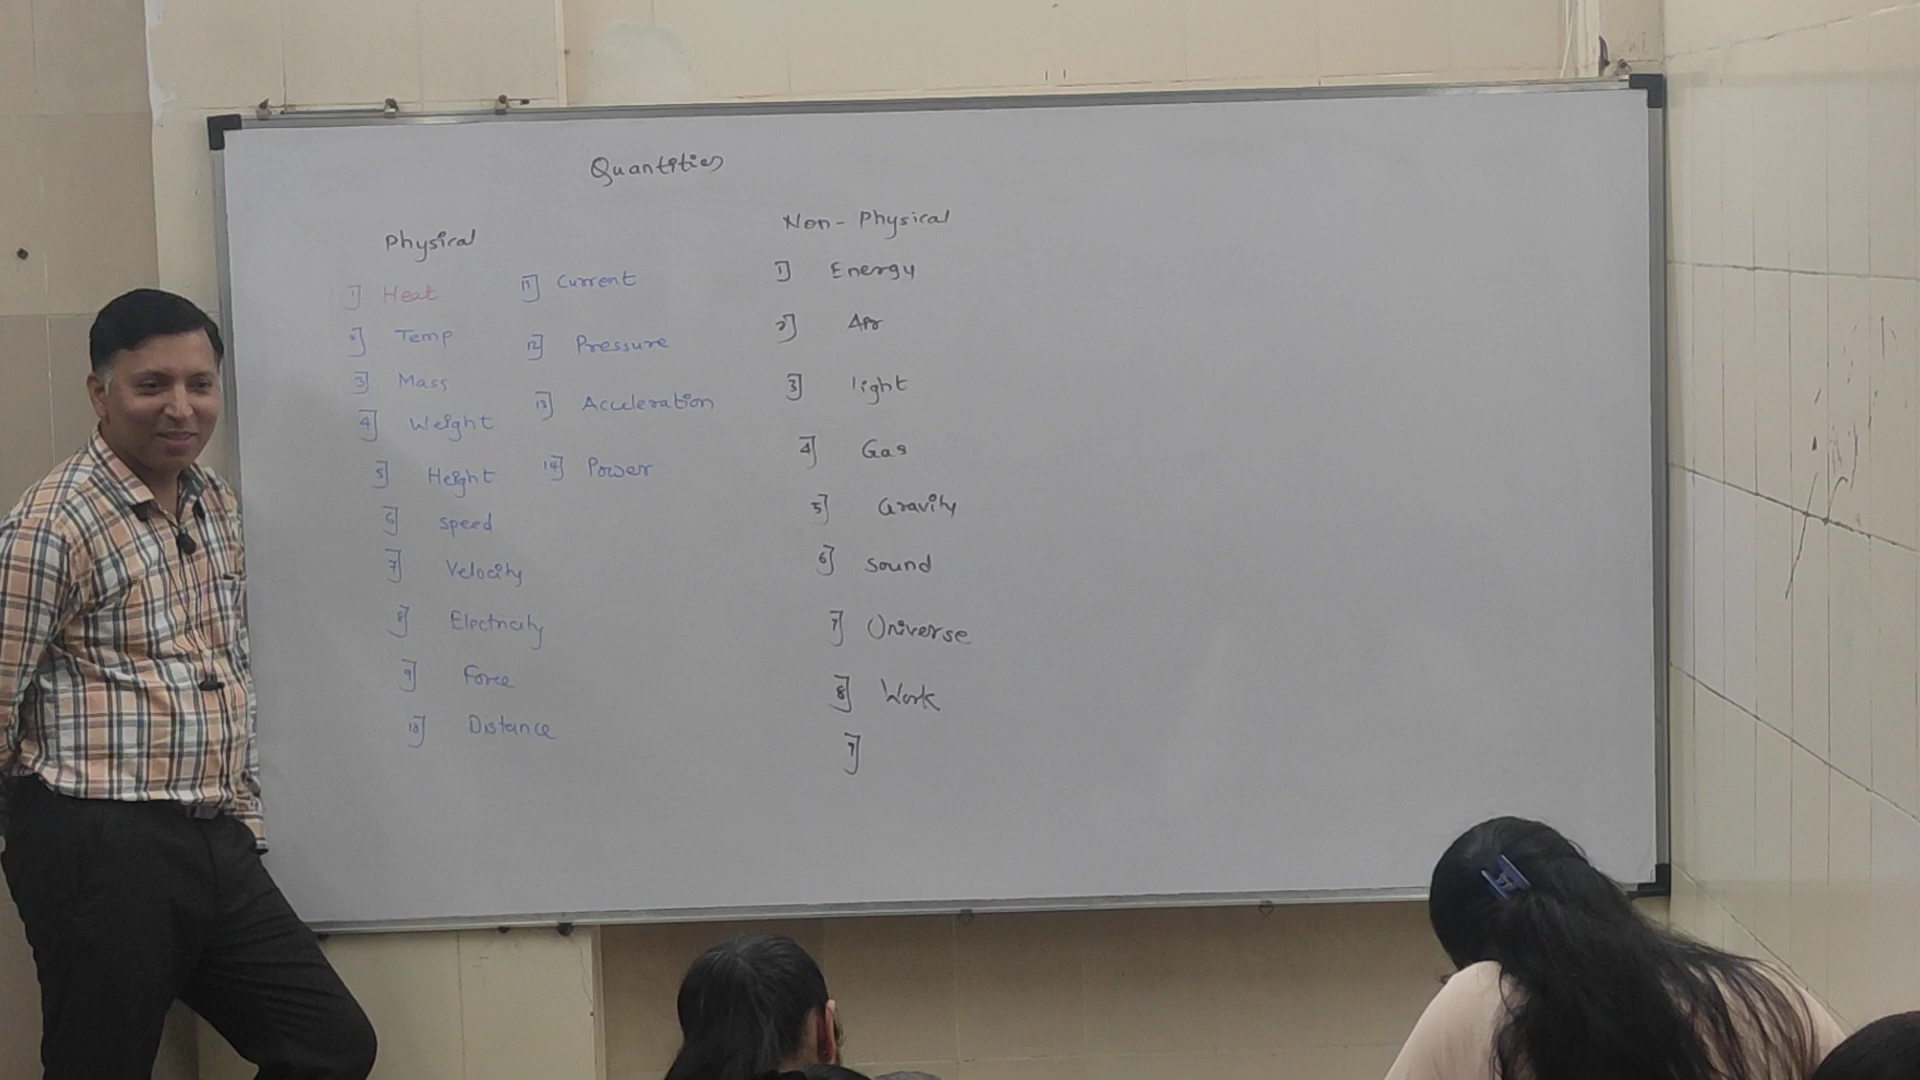 Quantities
Physical
1] Heat
2] Temp
3] Mass
4] Weight
5] Height
6] Speed
7] Velocity
8] Electricity
9] Force
10] Distance
11] Current
12] Pressure
13] Acceleration
14] Power
Non-Physical
1] Energy
2] Air
3] light
4] Gas
5] Gravity
6] Sound
7] Universe
8] Work
9]